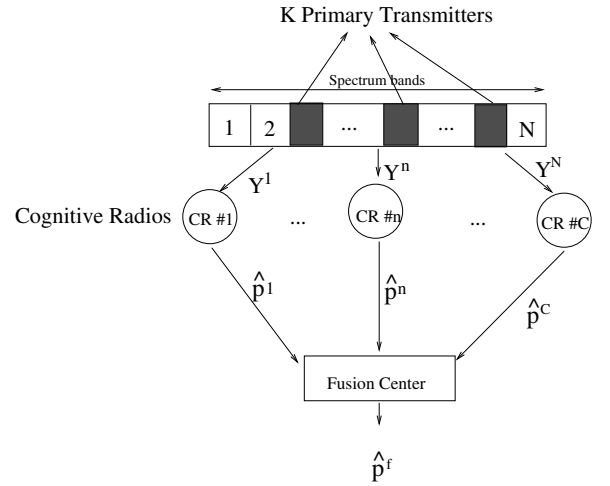 K Primary Transmitters
Spectrum bands
1 2 ... ... N
Y^1 Y^n Y^N
Cognitive Radios CR #1 ... CR #n ... CR #C
p̂^1 p̂^n p̂^C
Fusion Center
p̂^f